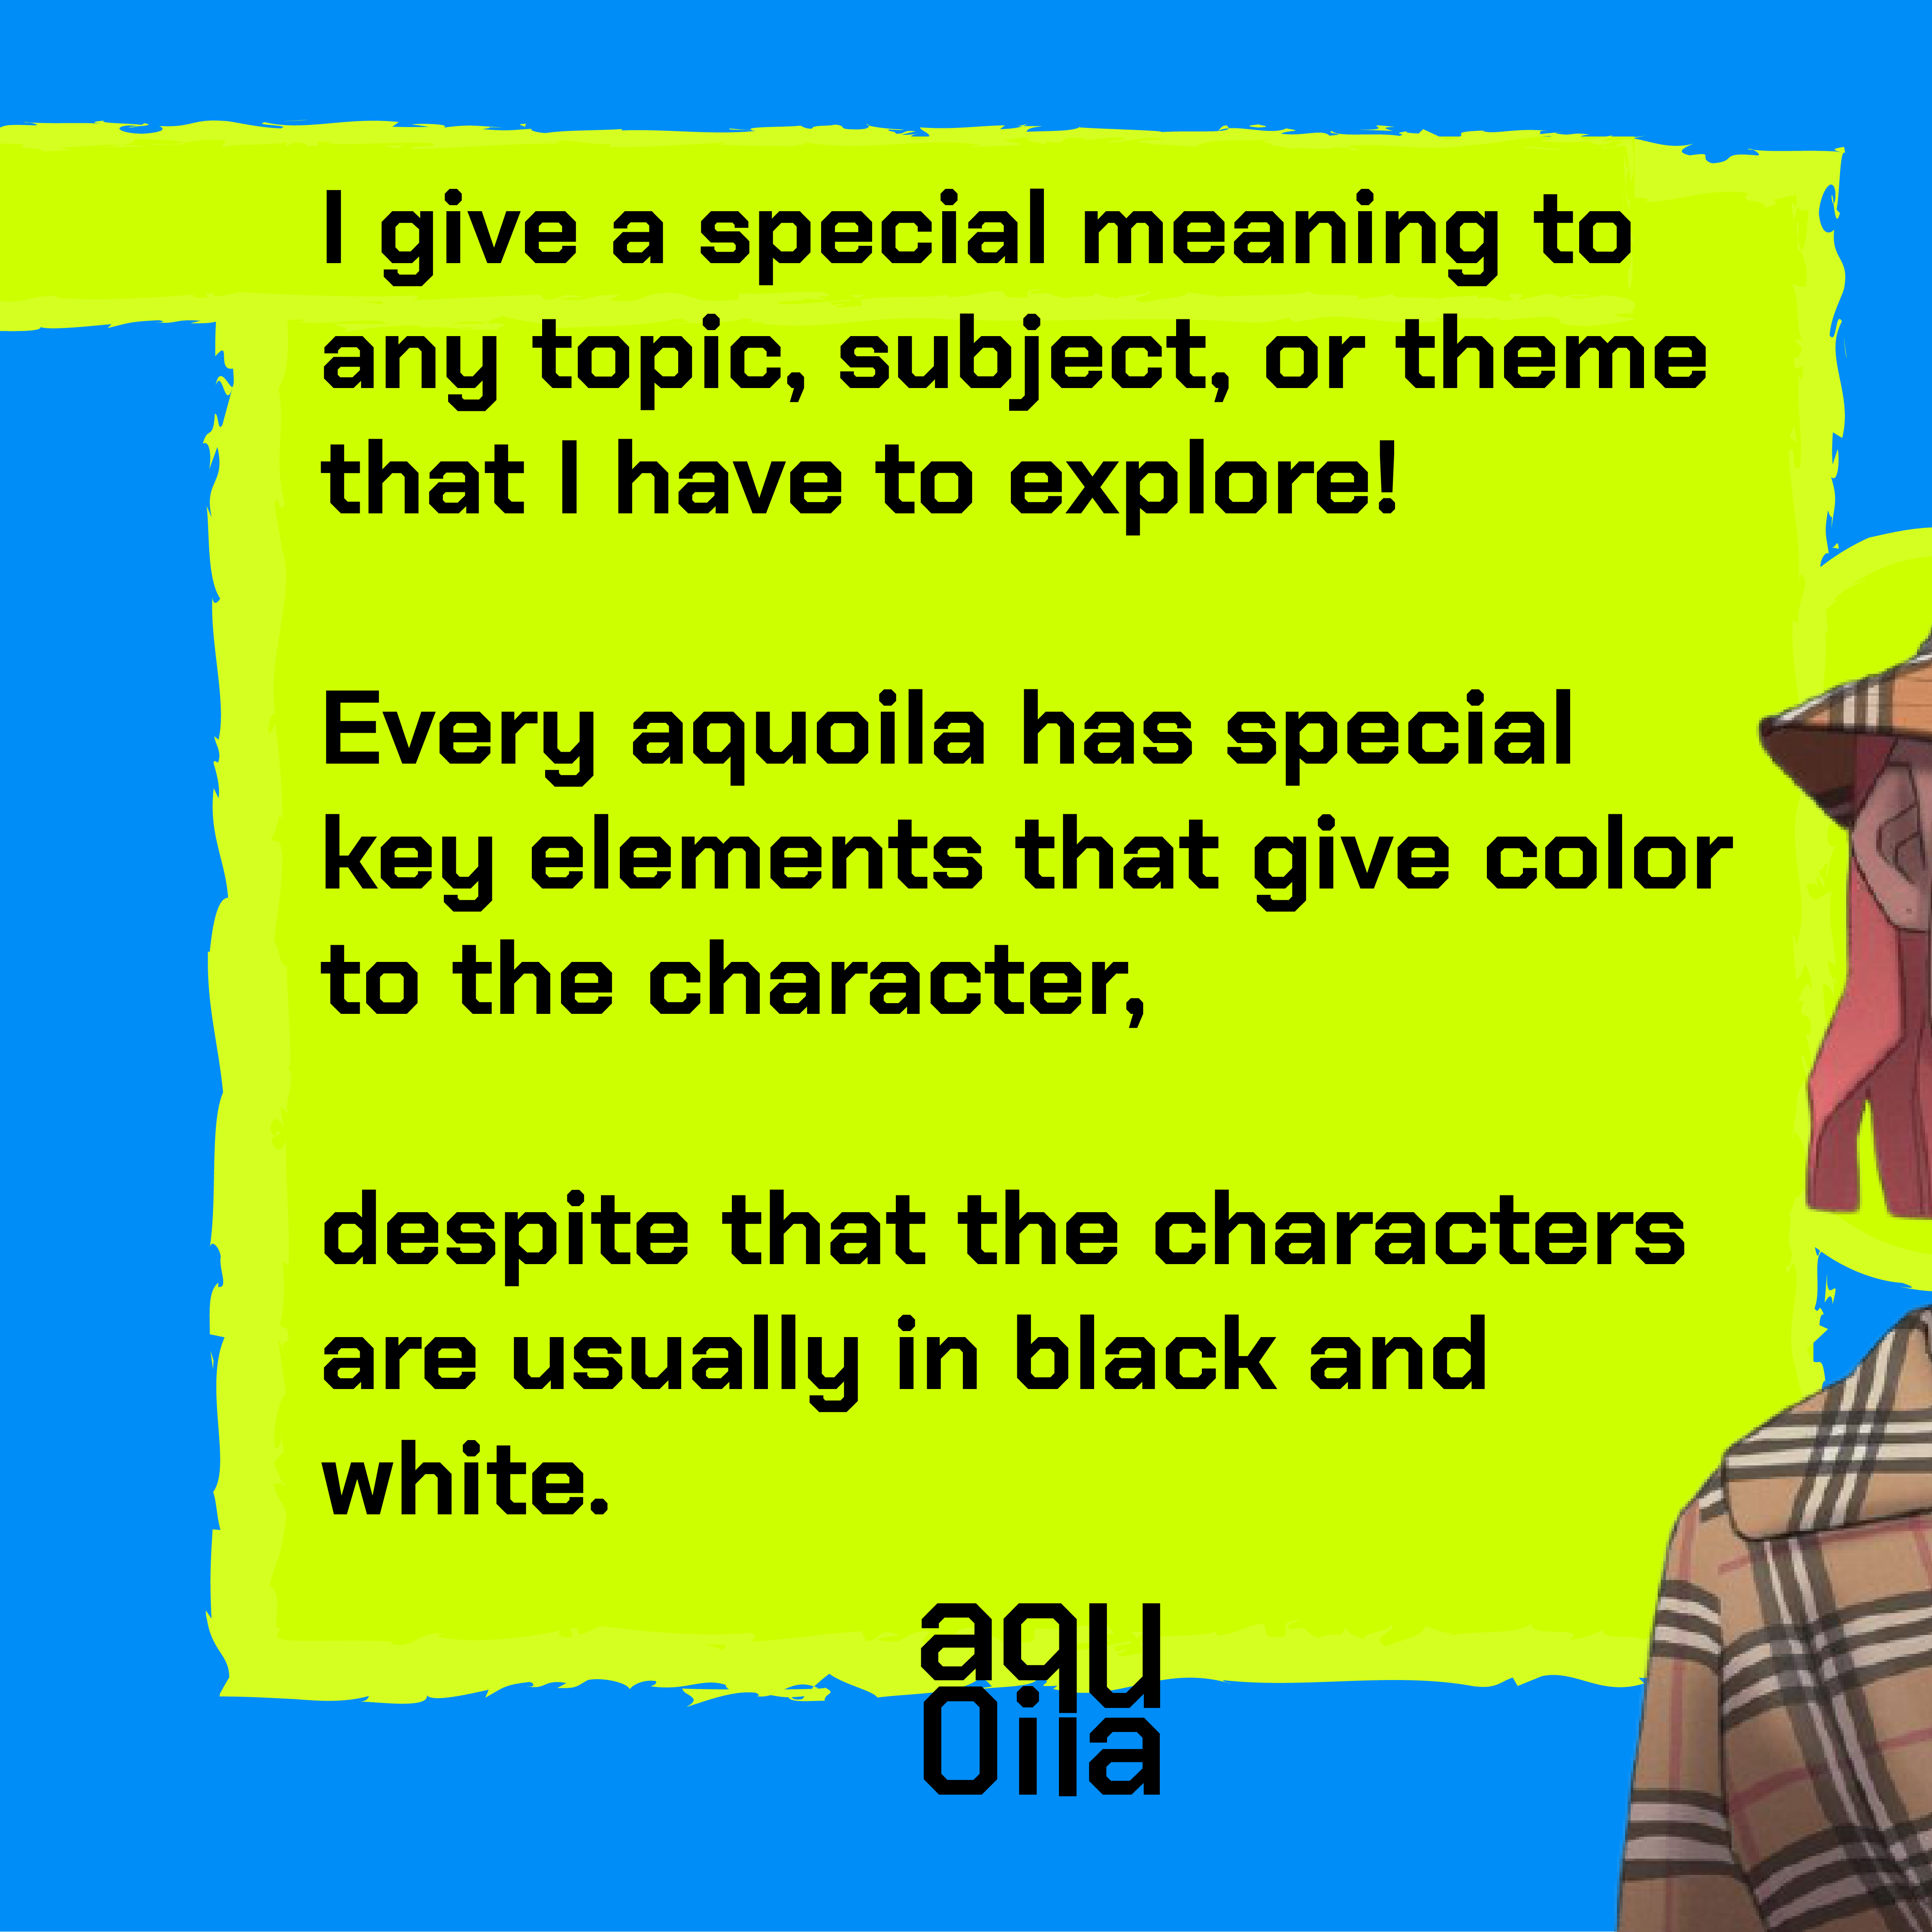 I give a special meaning to
any topic, subject, or theme
that I have to explore!
Every aquoila has special
key elements that give color
to the character,
despite that the characters
are usually in black and
white.
aqu
Oila